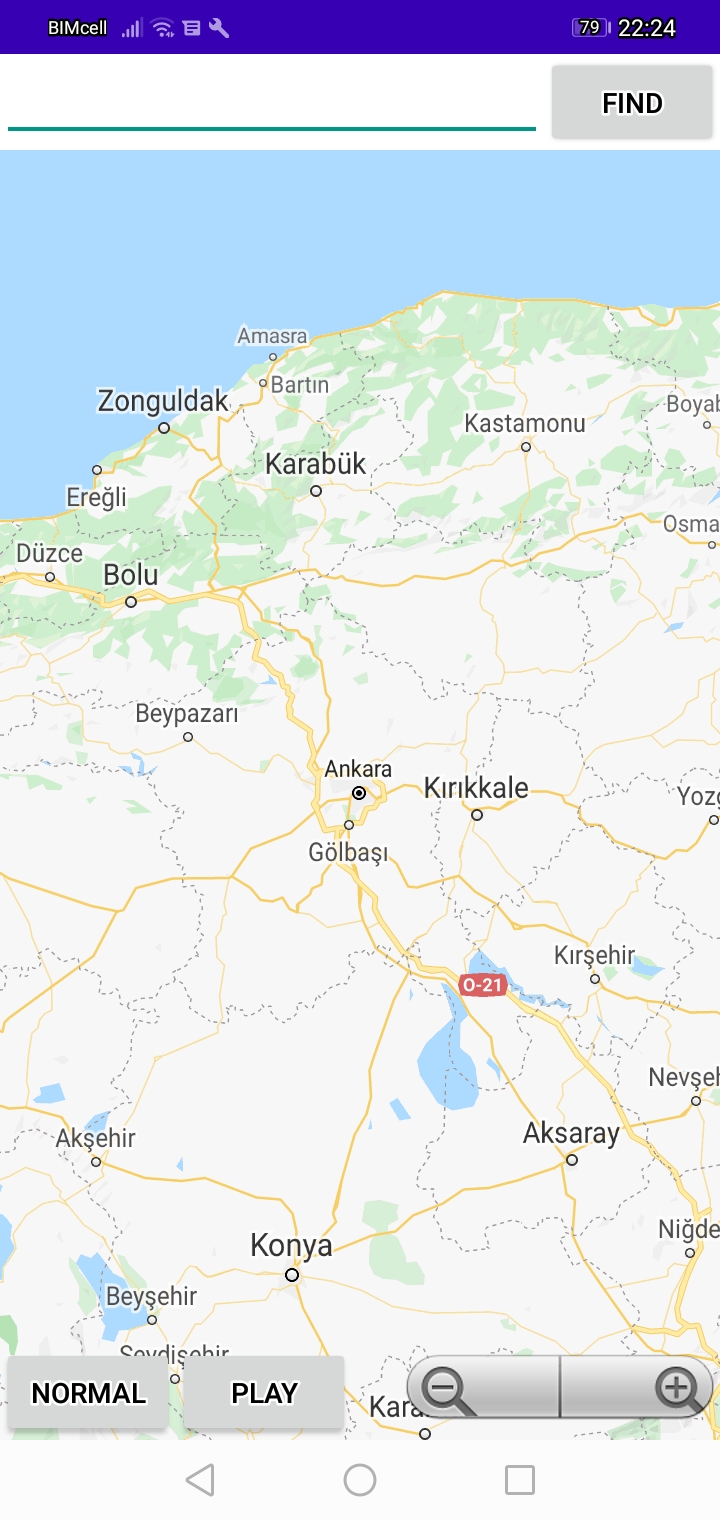 BIMcell 79 22:24
FIND
Amasra
Bartın
Zonguldak
Boyab
Kastamonu
Karabük
Ereğli
Osma
Düzce
Bolu
Beypazarı
Ankara
Kırıkkale
Yozg
Gölbaşı
Kırşehir
O-21
Nevşeh
Akşehir
Aksaray
Niğde
Konya
Beyşehir
Seydişehir
NORMAL PLAY
Kara